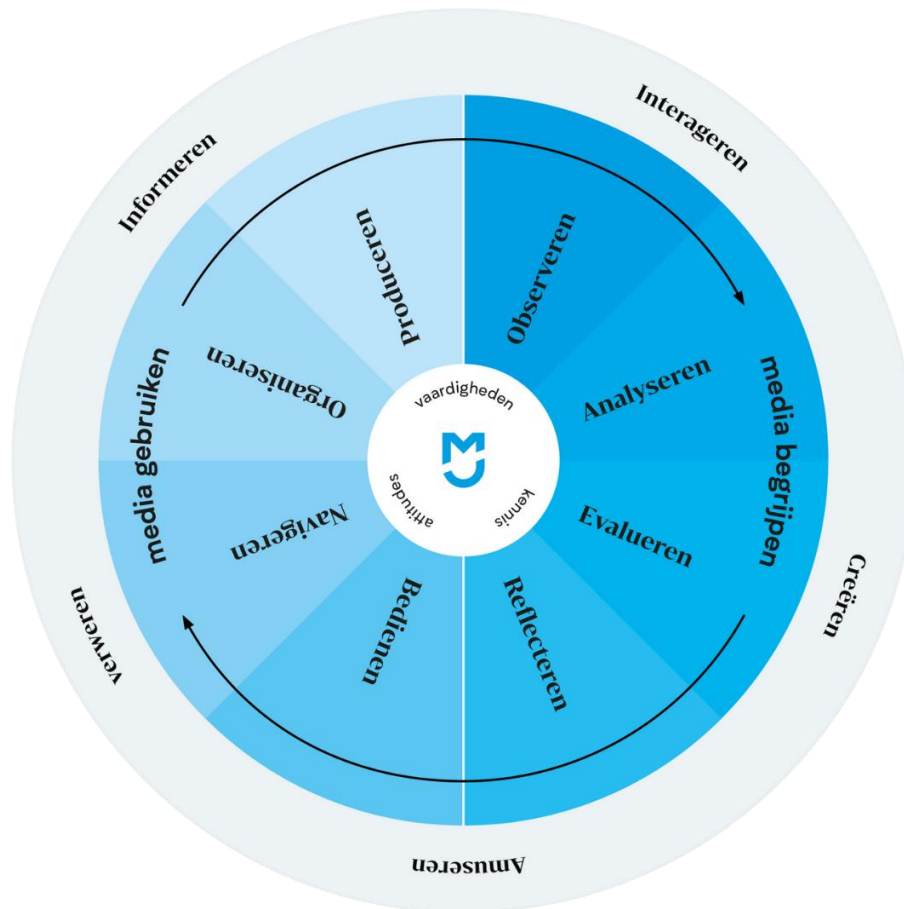 Informeren
Interageren
Creëren
Amuseren
verweren
media gebruiken
media begrijpen
Produceren
Observeren
Organiseren
Analyseren
Navigeren
Evalueren
Bedienen
Reflecteren
vaardigheden
attitudes
kennis